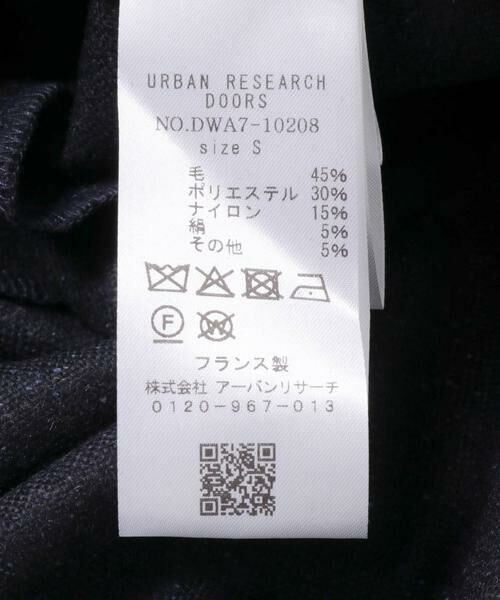 URBAN RESEARCH
DOORS
NO.DWA7-10208
size S
毛 45%
ポリエステル 30%
ナイロン 15%
絹 5%
その他 5%
F W
フランス製
株式会社 アーバンリサーチ
0120-967-013